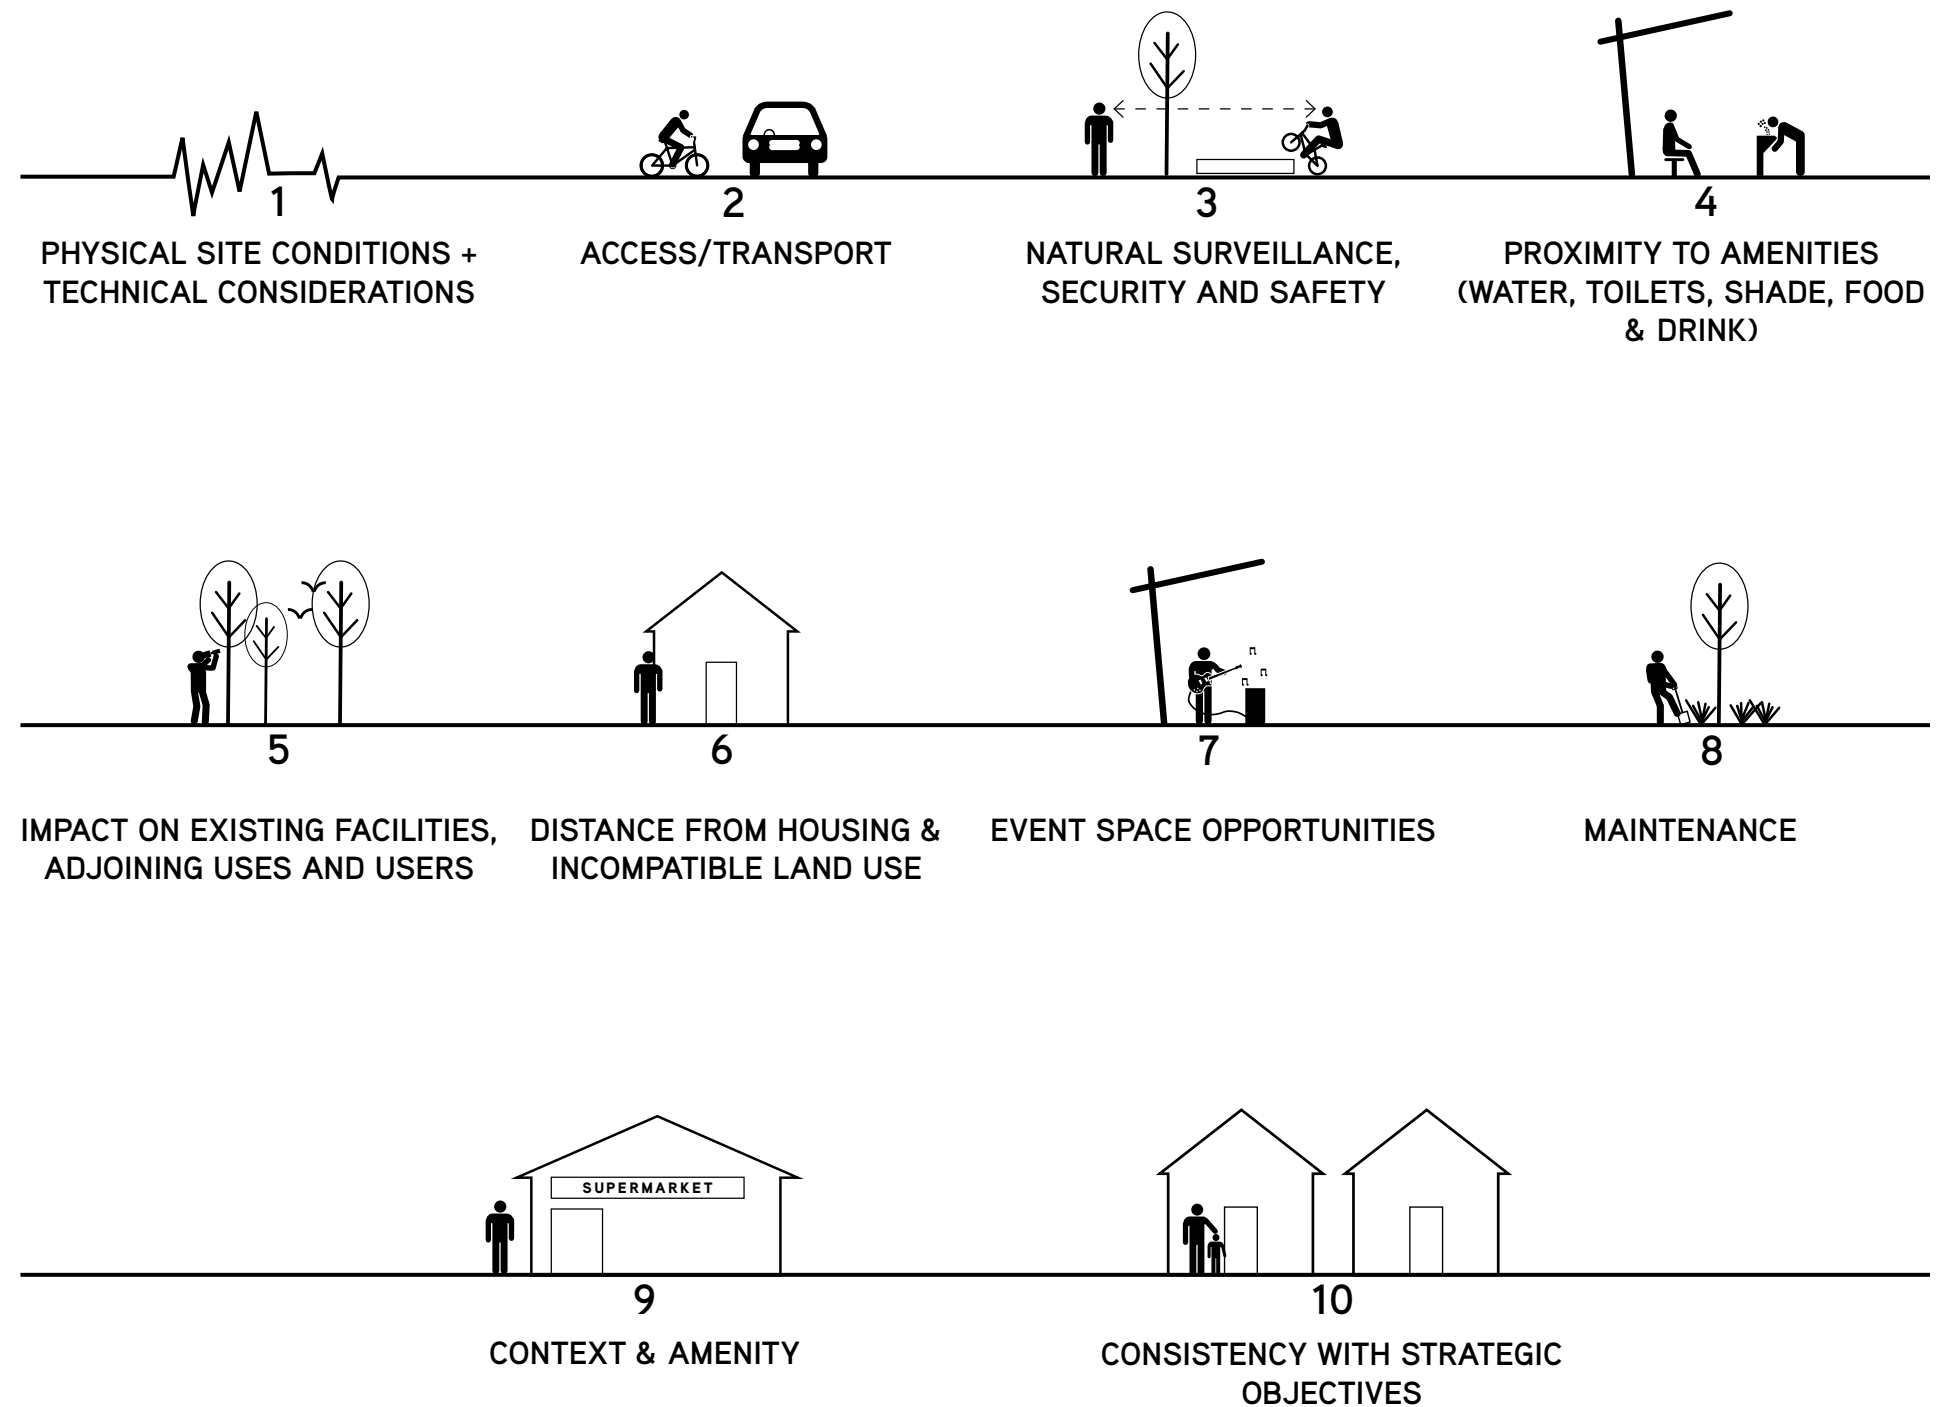 1
PHYSICAL SITE CONDITIONS +
TECHNICAL CONSIDERATIONS
2
ACCESS/TRANSPORT
3
NATURAL SURVEILLANCE,
SECURITY AND SAFETY
4
PROXIMITY TO AMENITIES
(WATER, TOILETS, SHADE, FOOD
& DRINK)
5
IMPACT ON EXISTING FACILITIES,
ADJOINING USES AND USERS
6
DISTANCE FROM HOUSING &
INCOMPATIBLE LAND USE
7
EVENT SPACE OPPORTUNITIES
8
MAINTENANCE
SUPERMARKET
9
CONTEXT & AMENITY
10
CONSISTENCY WITH STRATEGIC
OBJECTIVES